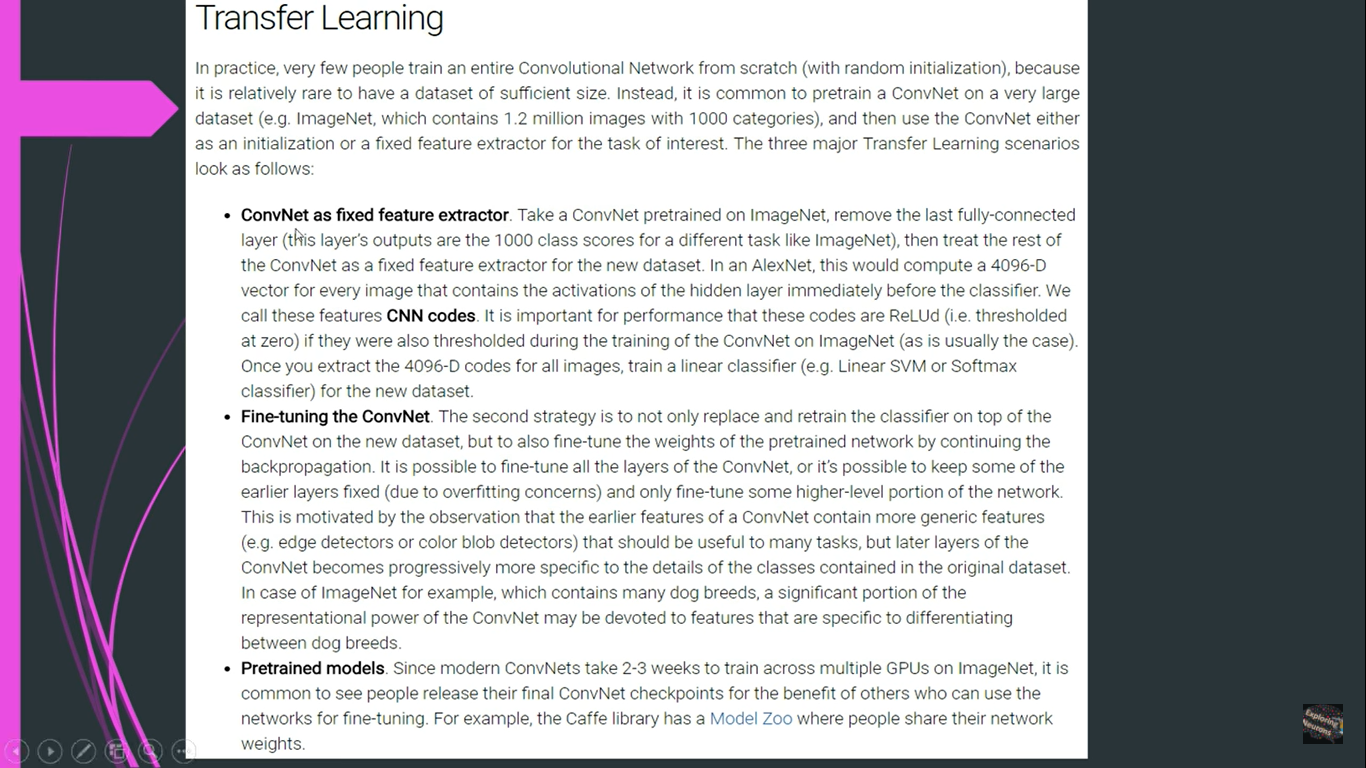 Transfer Learning
In practice, very few people train an entire Convolutional Network from scratch (with random initialization), because
it is relatively rare to have a dataset of sufficient size. Instead, it is common to pretrain a ConvNet on a very large
dataset (e.g. ImageNet, which contains 1.2 million images with 1000 categories), and then use the ConvNet either
as an initialization or a fixed feature extractor for the task of interest. The three major Transfer Learning scenarios
look as follows:
• ConvNet as fixed feature extractor. Take a ConvNet pretrained on ImageNet, remove the last fully-connected
layer (this layer's outputs are the 1000 class scores for a different task like ImageNet), then treat the rest of
the ConvNet as a fixed feature extractor for the new dataset. In an AlexNet, this would compute a 4096-D
vector for every image that contains the activations of the hidden layer immediately before the classifier. We
call these features CNN codes. It is important for performance that these codes are ReLUd (i.e. thresholded
at zero) if they were also thresholded during the training of the ConvNet on ImageNet (as is usually the case).
Once you extract the 4096-D codes for all images, train a linear classifier (e.g. Linear SVM or Softmax
classifier) for the new dataset.
• Fine-tuning the ConvNet. The second strategy is to not only replace and retrain the classifier on top of the
ConvNet on the new dataset, but to also fine-tune the weights of the pretrained network by continuing the
backpropagation. It is possible to fine-tune all the layers of the ConvNet, or it's possible to keep some of the
earlier layers fixed (due to overfitting concerns) and only fine-tune some higher-level portion of the network.
This is motivated by the observation that the earlier features of a ConvNet contain more generic features
(e.g. edge detectors or color blob detectors) that should be useful to many tasks, but later layers of the
ConvNet becomes progressively more specific to the details of the classes contained in the original dataset.
In case of ImageNet for example, which contains many dog breeds, a significant portion of the
representational power of the ConvNet may be devoted to features that are specific to differentiating
between dog breeds.
• Pretrained models. Since modern ConvNets take 2-3 weeks to train across multiple GPUs on ImageNet, it is
common to see people release their final ConvNet checkpoints for the benefit of others who can use the
networks for fine-tuning. For example, the Caffe library has a Model Zoo where people share their network
weights.
Exploring
Neurons